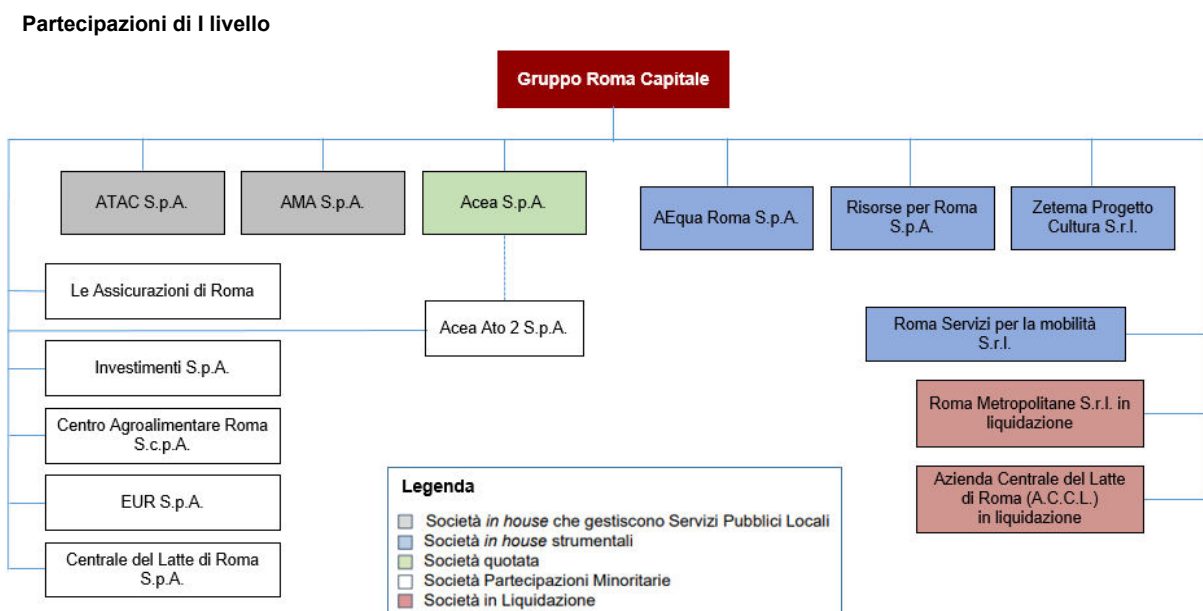 Partecipazioni di I livello
Gruppo Roma Capitale
ATAC S.p.A.
AMA S.p.A.
Acea S.p.A.
AEqua Roma S.p.A.
Risorse per Roma
S.p.A.
Zetema Progetto
Cultura S.r.l.
Le Assicurazioni di Roma
Acea Ato 2 S.p.A.
Roma Servizi per la mobilità
S.r.l.
Investimenti S.p.A.
Roma Metropolitane S.r.l. in
liquidazione
Centro Agroalimentare Roma
S.c.p.A.
Azienda Centrale del Latte
di Roma (A.C.C.L.)
in liquidazione
EUR S.p.A.
Centrale del Latte di Roma
S.p.A.
Legenda
Società in house che gestiscono Servizi Pubblici Locali
Società in house strumentali
Società quotata
Società Partecipazioni Minoritarie
Società in Liquidazione